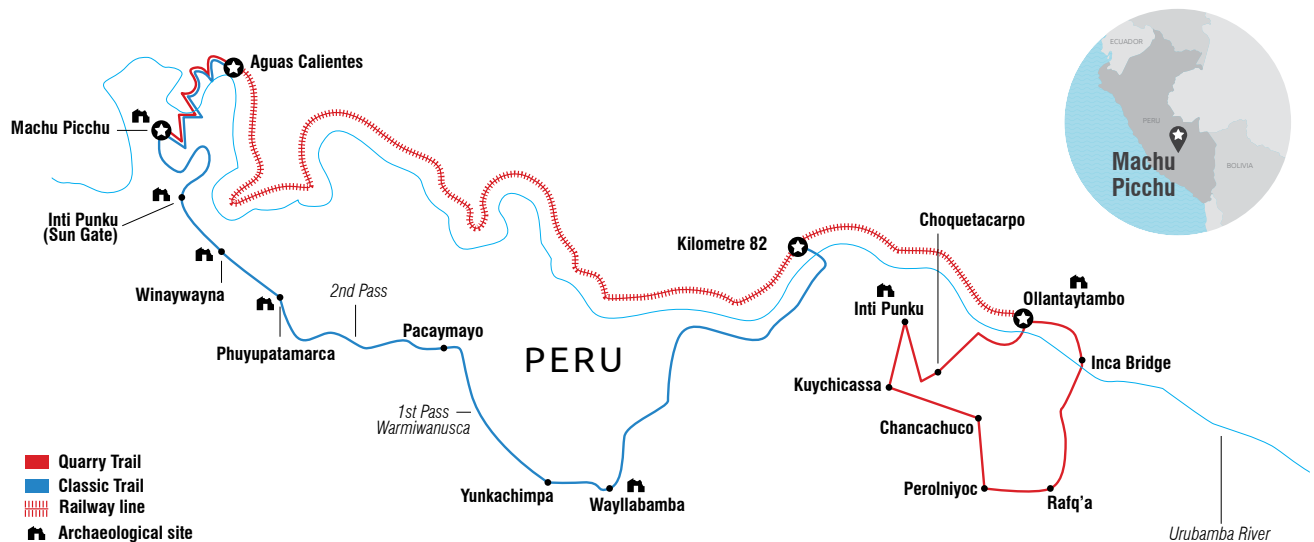 Aguas Calientes
Machu Picchu
Inti Punku
(Sun Gate)
Winaywayna
Phuyupatamarca
2nd Pass
Pacaymayo
PERU
1st Pass
Warmiwanusca
Yunkachimpa
Wayllabamba
Kilometre 82
Choquetacarpo
Inti Punku
Ollantaytambo
Inca Bridge
Kuychicassa
Chancachuco
Perolniyoc
Rafq'a
Urubamba River
ECUADOR
PERU
BOLIVIA
Machu
Picchu
Quarry Trail
Classic Trail
Railway line
Archaeological site